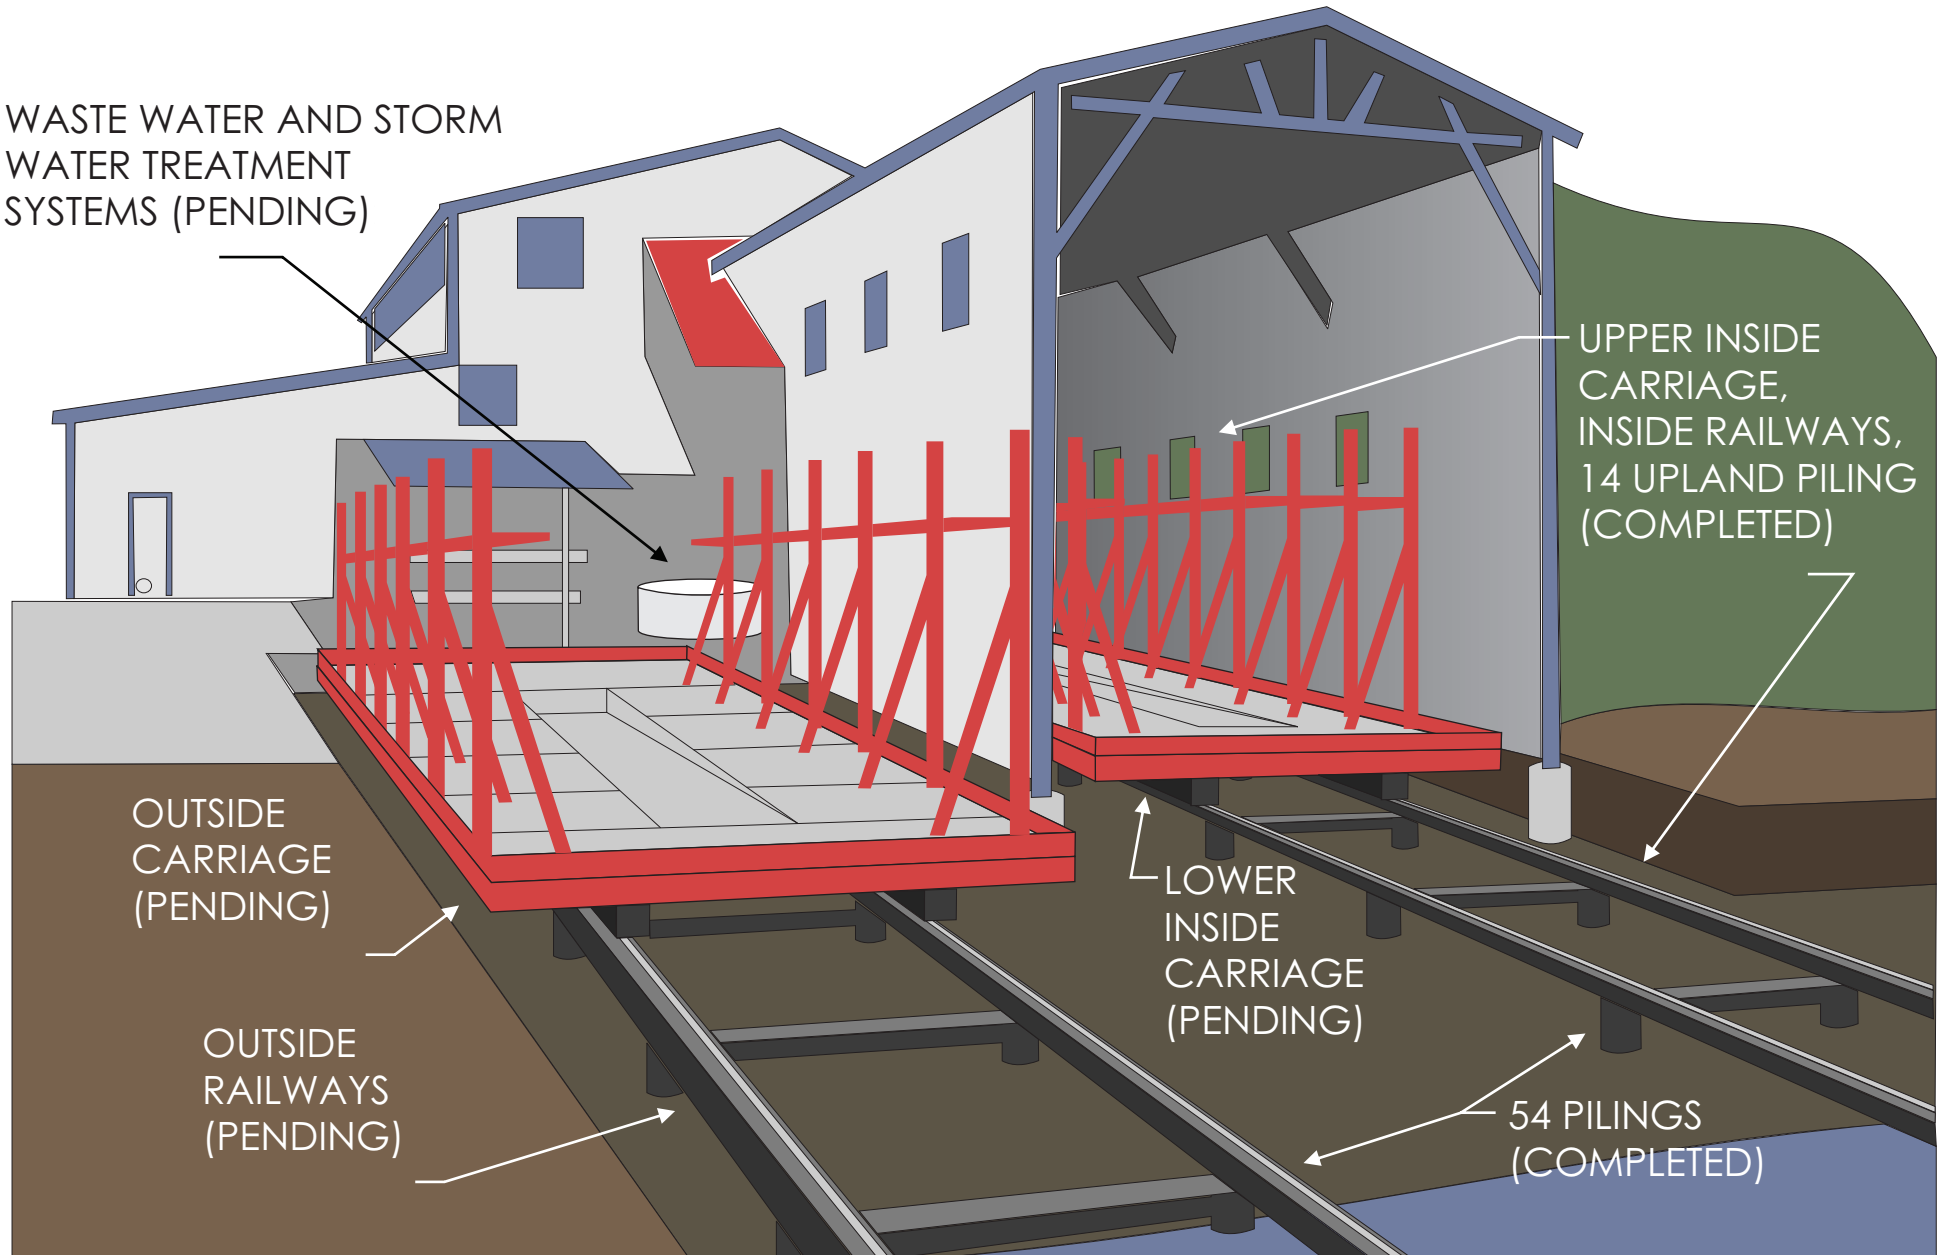 WASTE WATER AND STORM
WATER TREATMENT
SYSTEMS (PENDING)
UPPER INSIDE
CARRIAGE,
INSIDE RAILWAYS,
14 UPLAND PILING
(COMPLETED)
OUTSIDE
CARRIAGE
(PENDING)
LOWER
INSIDE
CARRIAGE
(PENDING)
OUTSIDE
RAILWAYS
(PENDING)
54 PILINGS
(COMPLETED)